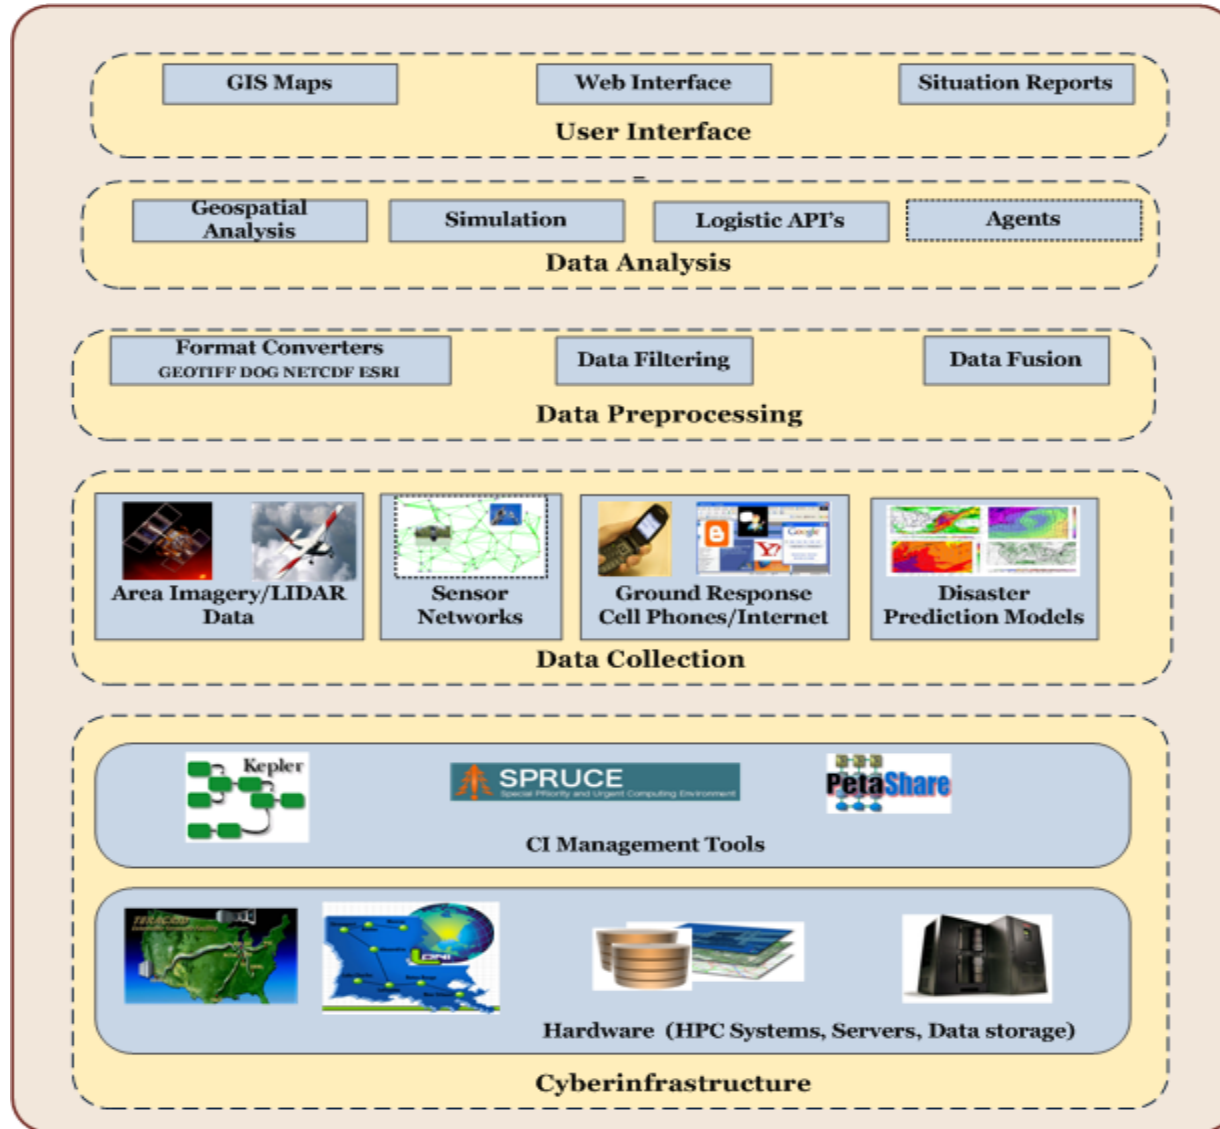 GIS Maps
Web Interface
Situation Reports
User Interface
Geospatial
Analysis
Simulation
Logistic API's
Agents
Data Analysis
Format Converters
GEOTIFF DOG NETCDF ESRI
Data Filtering
Data Fusion
Data Preprocessing
Area Imagery/LIDAR
Data
Sensor
Networks
Google
Ground Response
Cell Phones/Internet
Disaster
Prediction Models
Data Collection
Kepler
SPRUCE
Special PRiority and Urgent Computing Environment
PetaShare
CI Management Tools
TERAGRID
LONI
Hardware (HPC Systems, Servers, Data storage)
Cyberinfrastructure